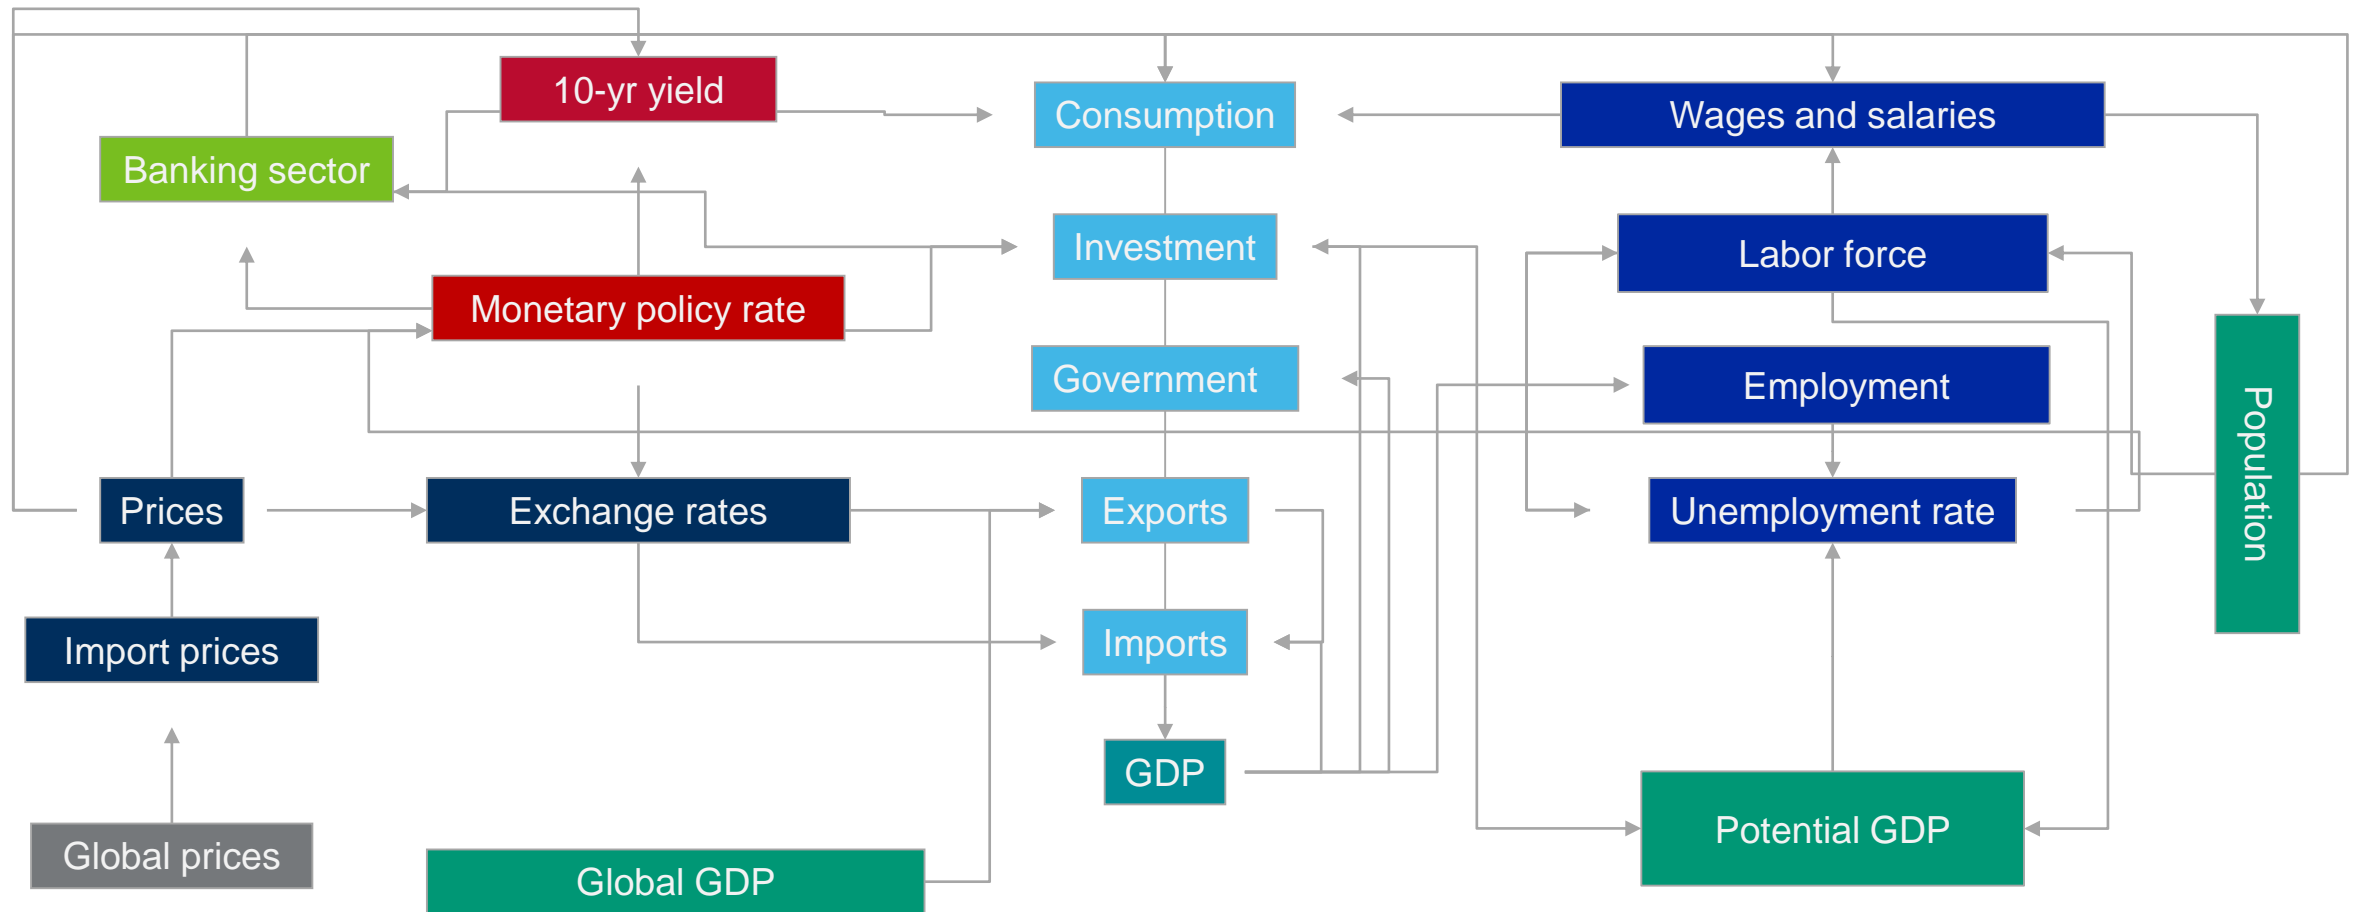 10-yr yield
Consumption
Wages and salaries
Banking sector
Investment
Labor force
Monetary policy rate
Government
Employment
Population
Prices
Exchange rates
Exports
Unemployment rate
Import prices
Imports
GDP
Potential GDP
Global prices
Global GDP